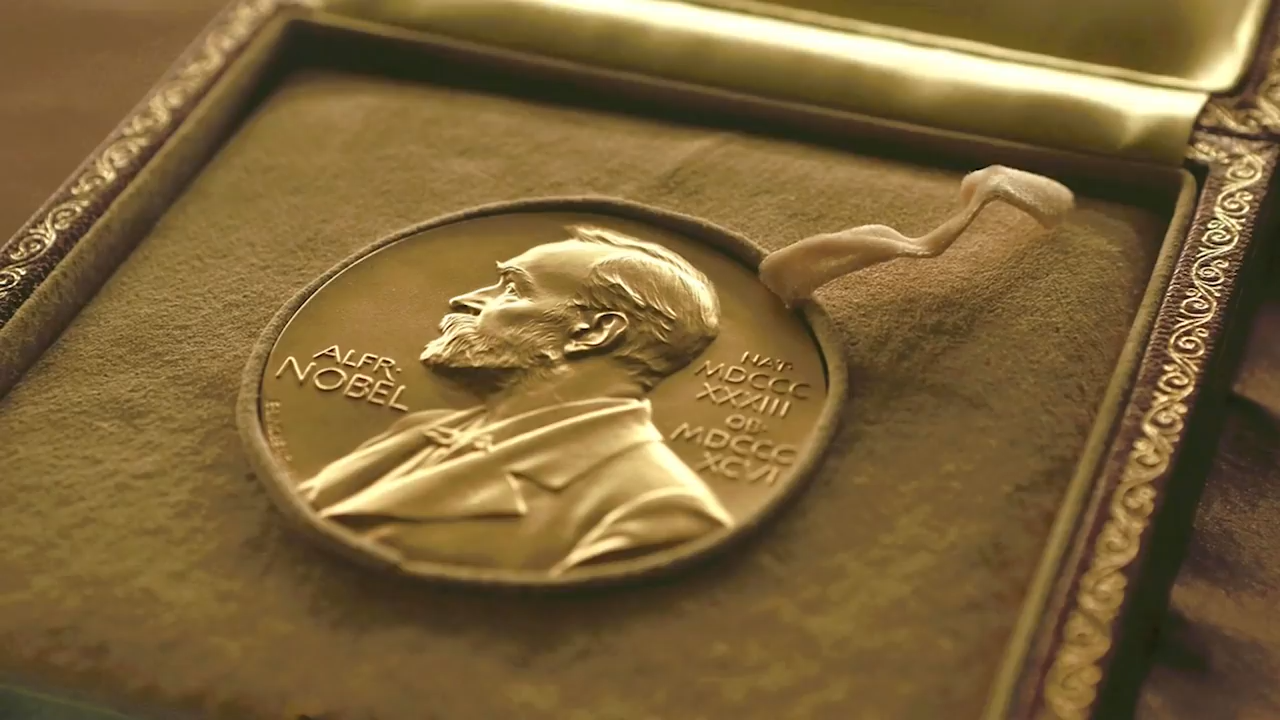 ALFR·
NOBEL
NAT·
MDCCC
XXXIII
OB·
MDCCC
XCVI